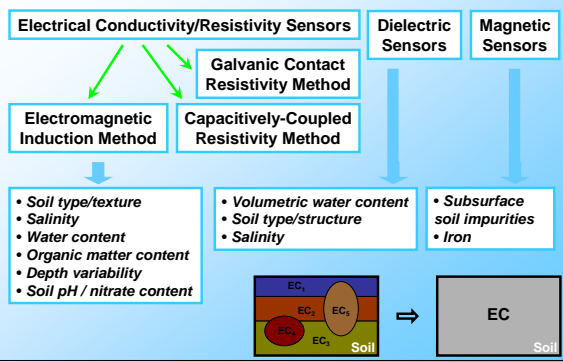 Electrical Conductivity/Resistivity Sensors
Dielectric
Sensors
Magnetic
Sensors
Galvanic Contact
Resistivity Method
Electromagnetic
Induction Method
Capacitively-Coupled
Resistivity Method
• Soil type/texture
• Salinity
• Water content
• Organic matter content
• Depth variability
• Soil pH / nitrate content
• Volumetric water content
• Soil type/structure
• Salinity
• Subsurface
soil impurities
• Iron
EC₁
EC₂
EC₅
EC₄
EC₃
Soil
⇨
EC
Soil